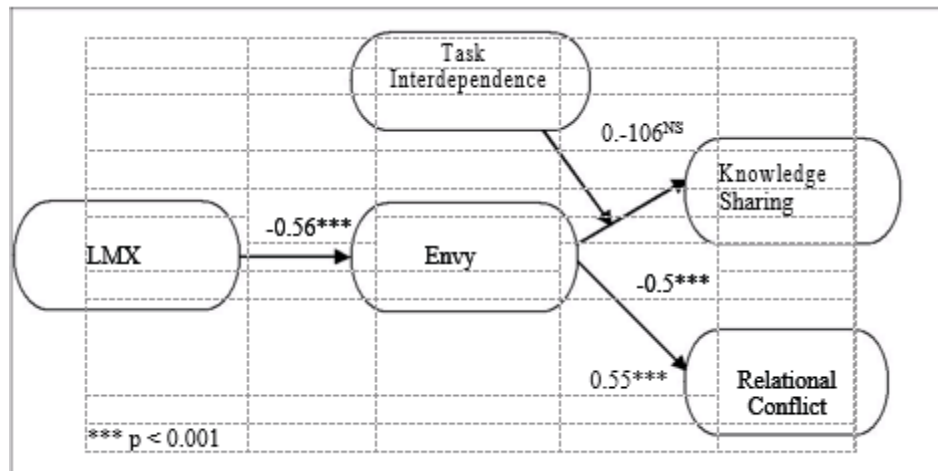 Task
Interdependence
0.-106NS
Knowledge
Sharing
-0.56***
LMX
Envy
-0.5***
0.55***
Relational
Conflict
*** p < 0.001